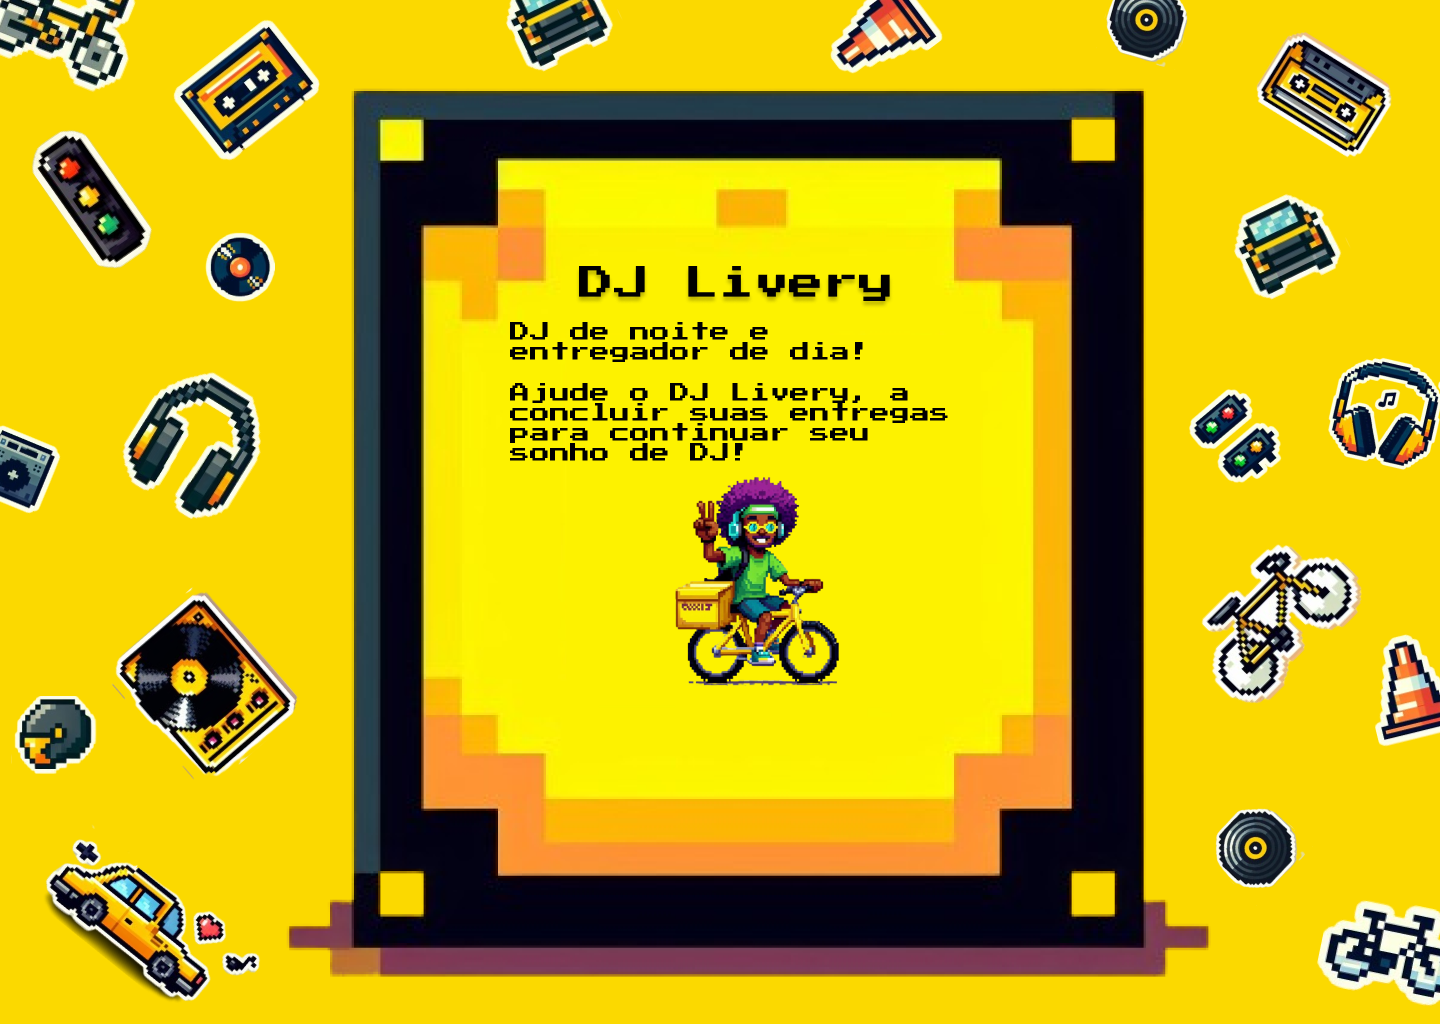 DJ Livery
DJ de noite e
entregador de dia!
Ajude o DJ Livery, a
concluir suas entregas
para continuar seu
sonho de DJ!